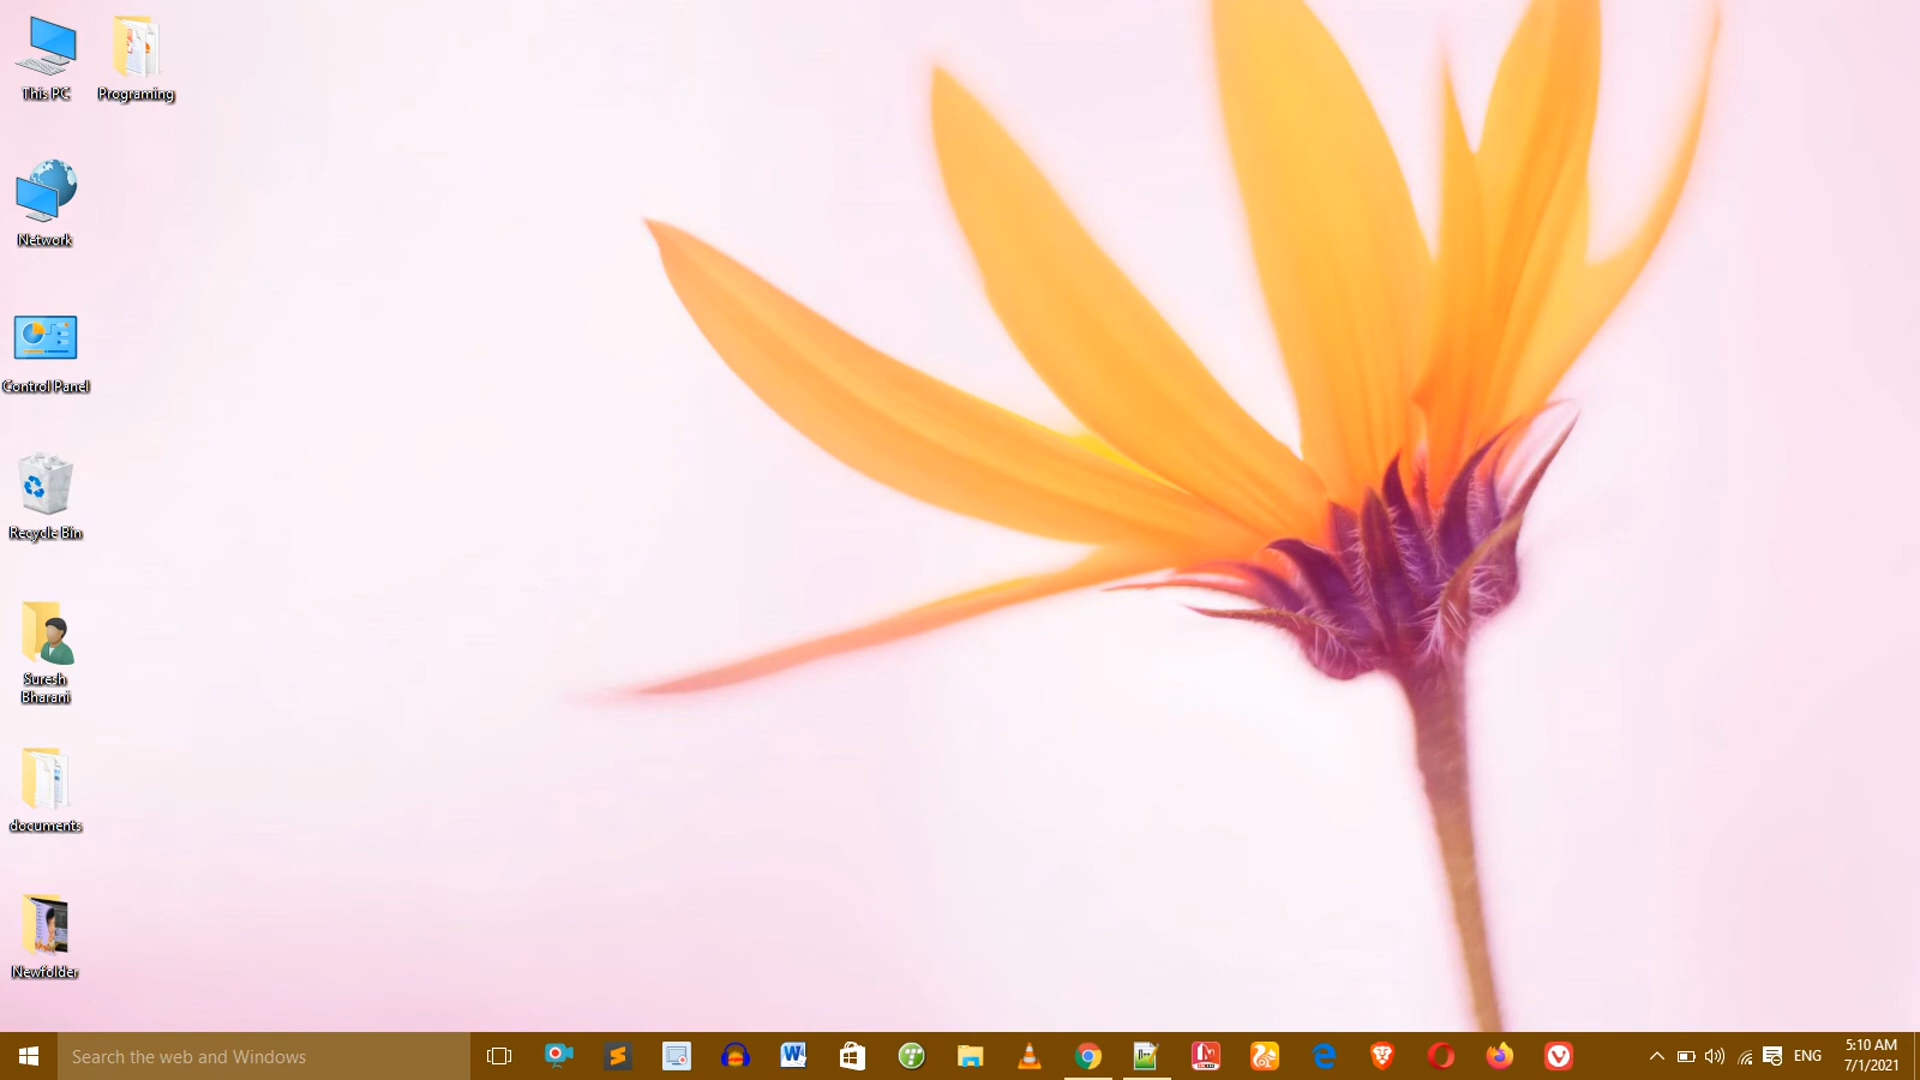 This PC
Programing
Network
Control Panel
Recycle Bin
Suresh
Bharani
documents
Newfolder
Search the web and Windows
ENG
5:10 AM
7/1/2021